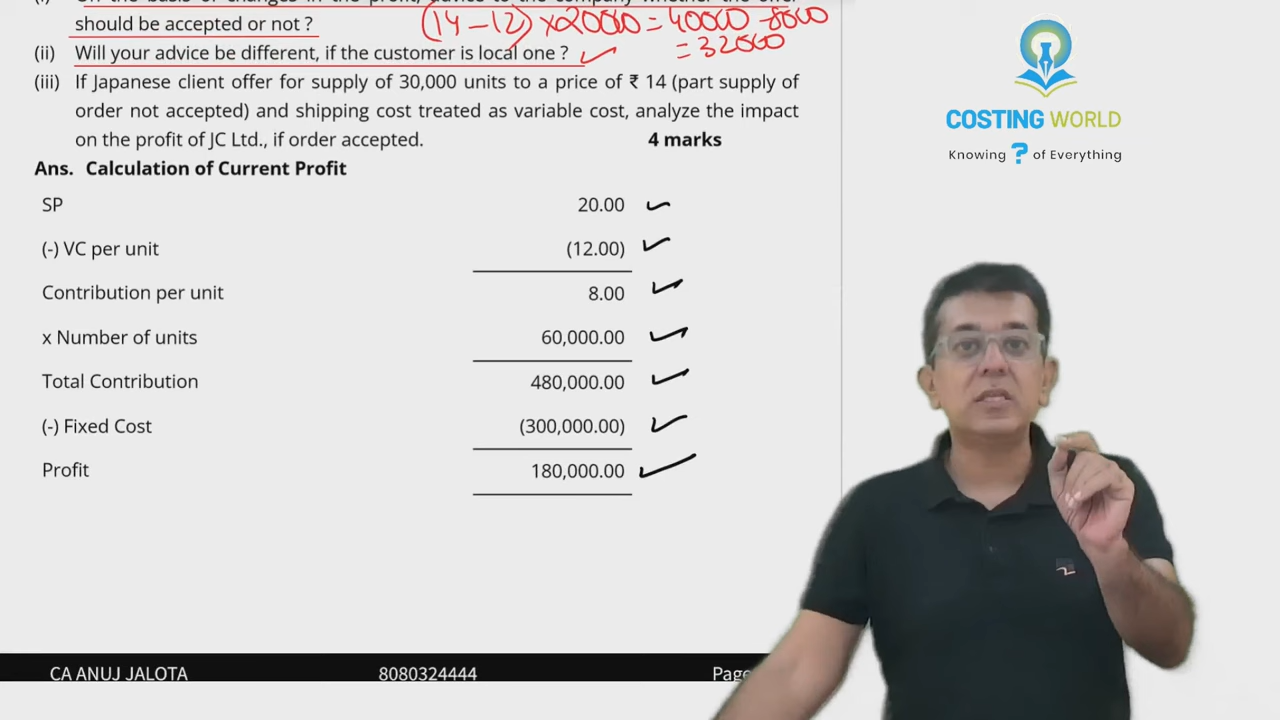 should be accepted or not ?
(14-12) x 20000 = 40000 - 8000
= 32000
(ii) Will your advice be different, if the customer is local one ?
(iii) If Japanese client offer for supply of 30,000 units to a price of ₹ 14 (part supply of
order not accepted) and shipping cost treated as variable cost, analyze the impact
on the profit of JC Ltd., if order accepted. 4 marks
Ans. Calculation of Current Profit
SP 20.00
(-) VC per unit (12.00)
Contribution per unit 8.00
x Number of units 60,000.00
Total Contribution 480,000.00
(-) Fixed Cost (300,000.00)
Profit 180,000.00
CA ANUJ JALOTA 8080324444 Page
COSTING WORLD
Knowing ? of Everything